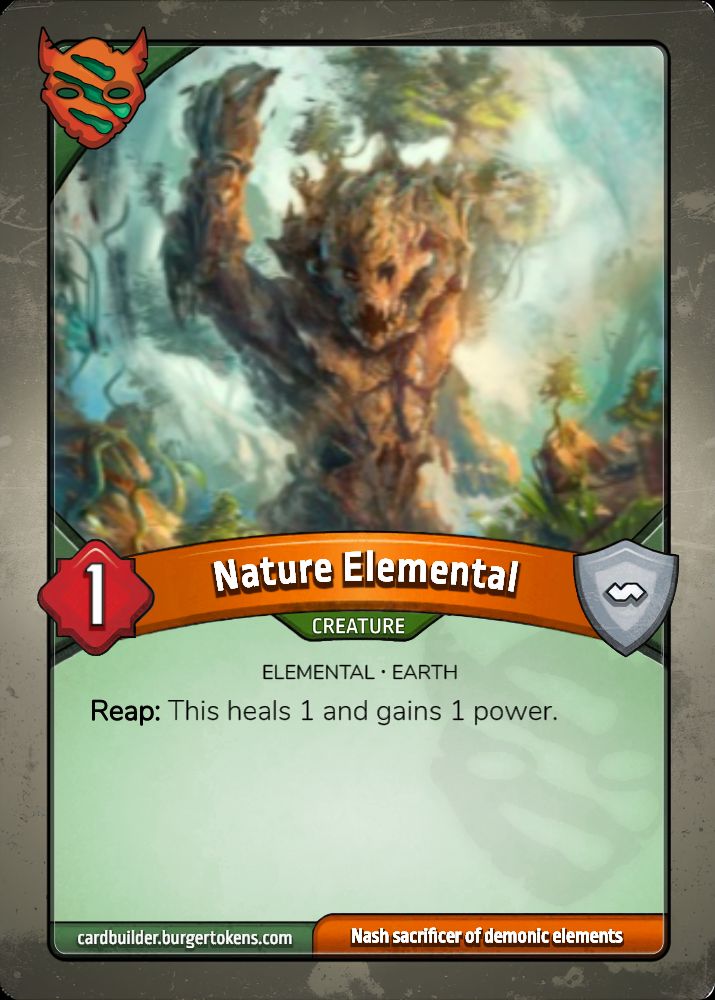 1
Nature Elemental
CREATURE
ELEMENTAL • EARTH
Reap: This heals 1 and gains 1 power.
cardbuilder.burgertokens.com
Nash sacrificer of demonic elements